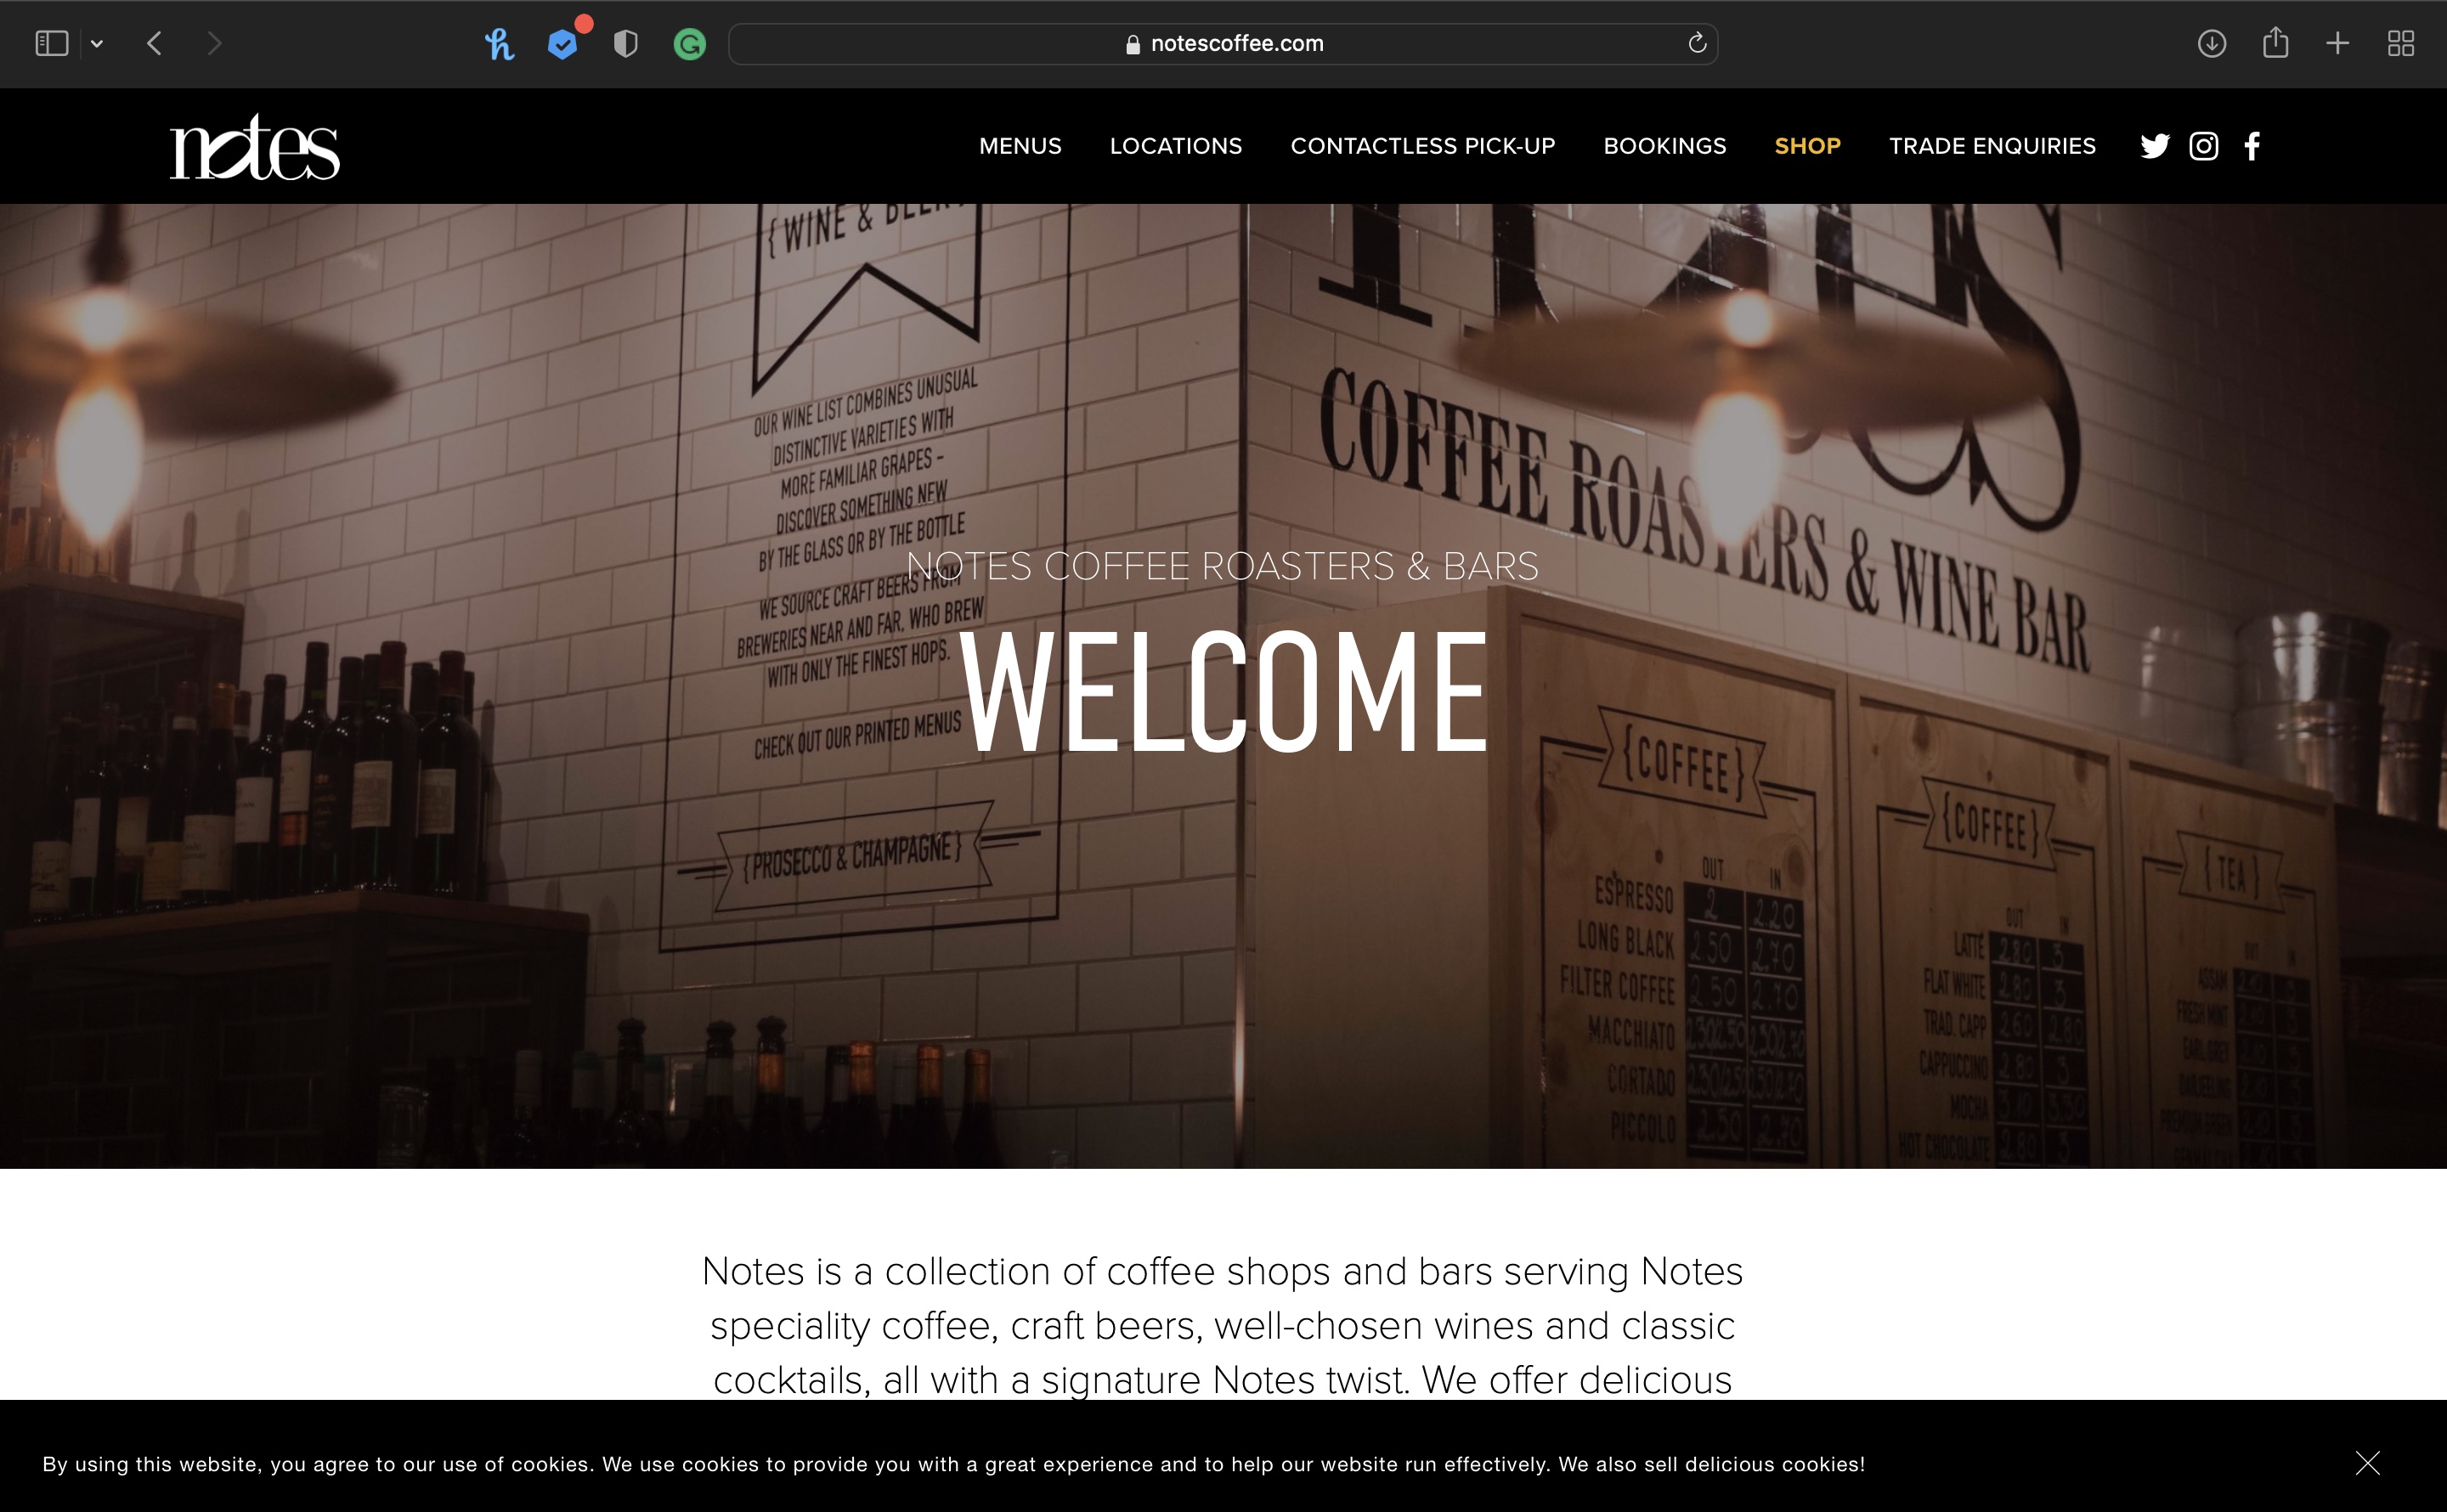 notescoffee.com
notes
MENUS LOCATIONS CONTACTLESS PICK-UP BOOKINGS SHOP TRADE ENQUIRIES
{WINE & BEER}
OUR WINE LIST COMBINES UNUSUAL
DISTINCTIVE VARIETIES WITH
MORE FAMILIAR GRAPES –
DISCOVER SOMETHING NEW
BY THE GLASS OR BY THE BOTTLE
WE SOURCE CRAFT BEERS FROM
BREWERIES NEAR AND FAR, WHO BREW
WITH ONLY THE FINEST HOPS.
CHECK OUT OUR PRINTED MENUS
{PROSECCO & CHAMPAGNE}
COFFEE ROASTERS & WINE BAR
NOTES COFFEE ROASTERS & BARS
WELCOME
{COFFEE}
OUT IN
ESPRESSO 2 2.20
LONG BLACK 2.50 2.70
FILTER COFFEE 2.50 2.70
MACCHIATO
CORTADO
PICCOLO 2.50 2.70
{COFFEE}
OUT IN
LATTE 2.80 3
FLAT WHITE 2.80 3
TRAD. CAPP 2.60 2.80
CAPPUCCINO 2.80 3
MOCHA 3.10 3.30
HOT CHOCOLATE 2.80 3
{TEA}
OUT IN
ASSAM
FRESH MINT
EARL GREY
DARJEELING
PREMIUM GREEN
Notes is a collection of coffee shops and bars serving Notes
speciality coffee, craft beers, well-chosen wines and classic
cocktails, all with a signature Notes twist. We offer delicious
By using this website, you agree to our use of cookies. We use cookies to provide you with a great experience and to help our website run effectively. We also sell delicious cookies!